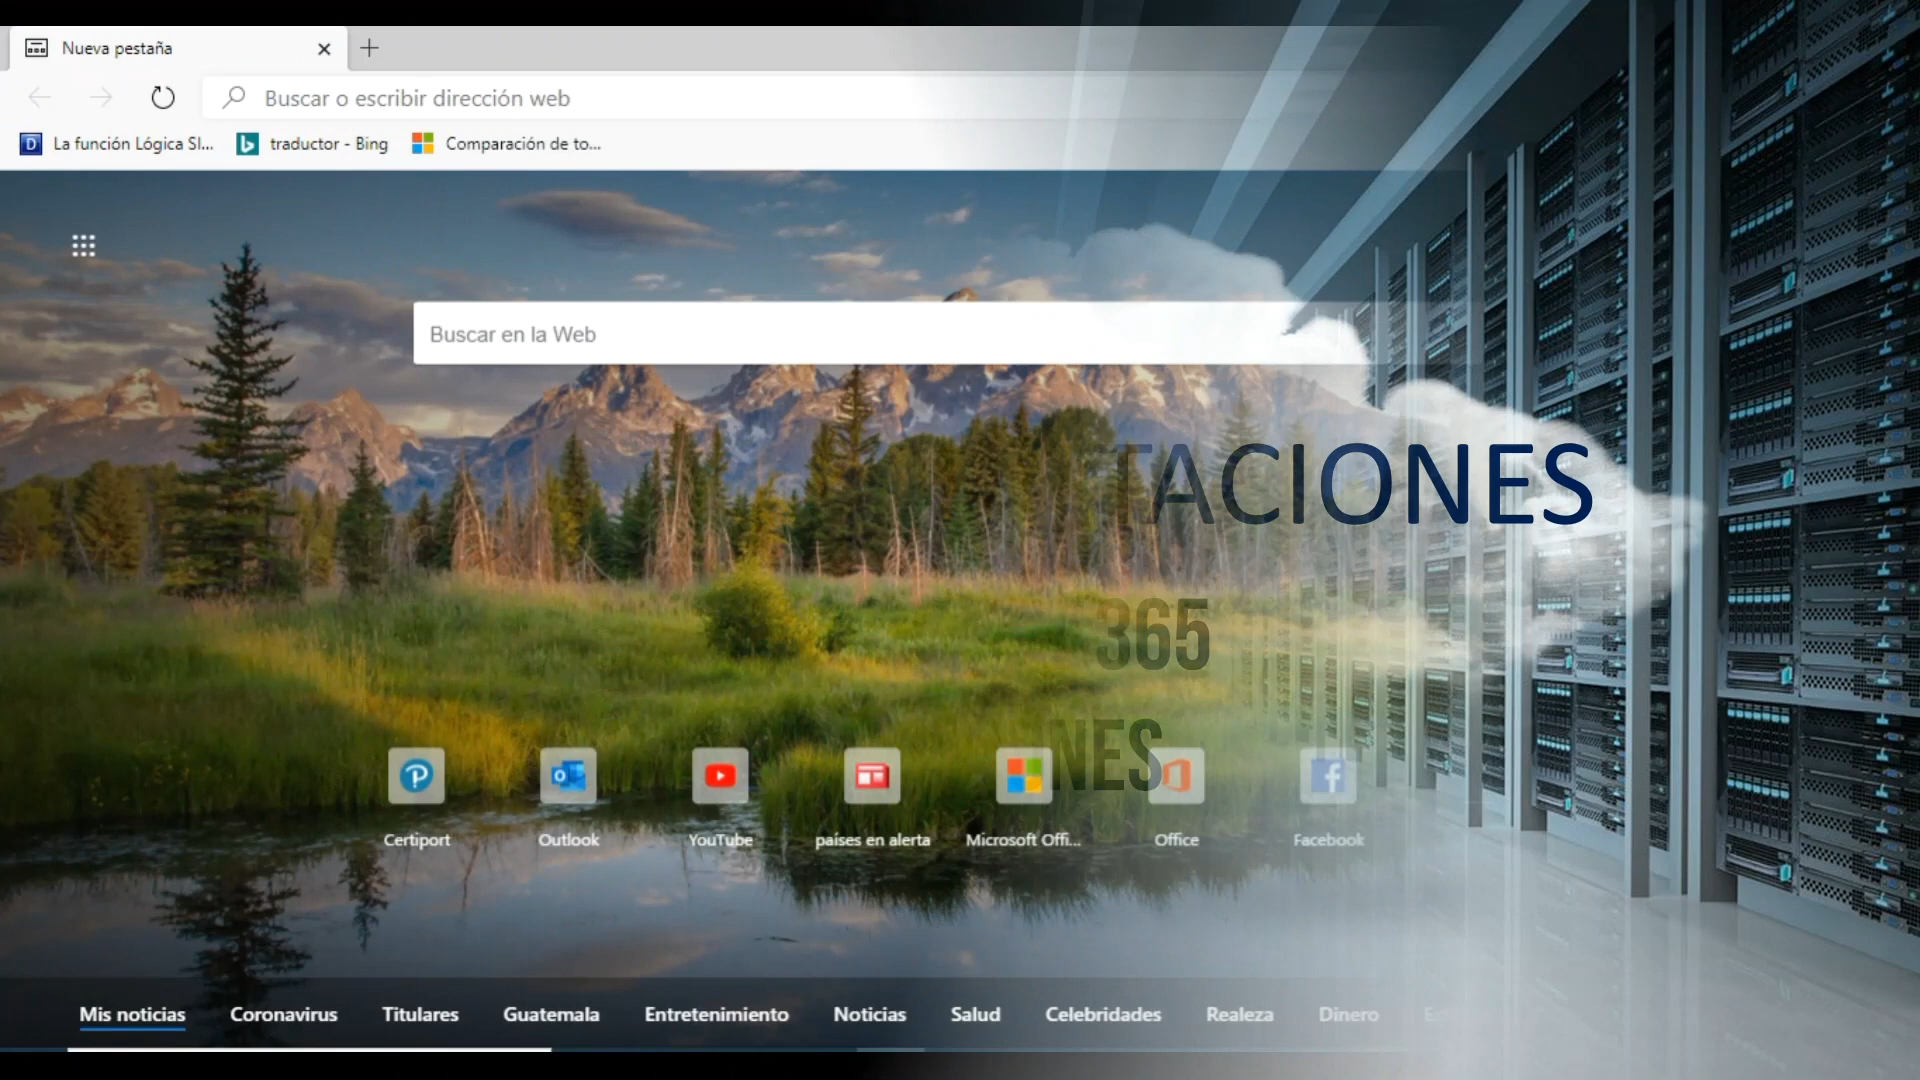 Nueva pestaña
Buscar o escribir dirección web
La función Lógica SI...
traductor - Bing
Comparación de to...
Buscar en la Web
TACIONES
365
NES
Certiport
Outlook
YouTube
países en alerta
Microsoft Offi...
Office
Facebook
Mis noticias
Coronavirus
Titulares
Guatemala
Entretenimiento
Noticias
Salud
Celebridades
Realeza
Dinero